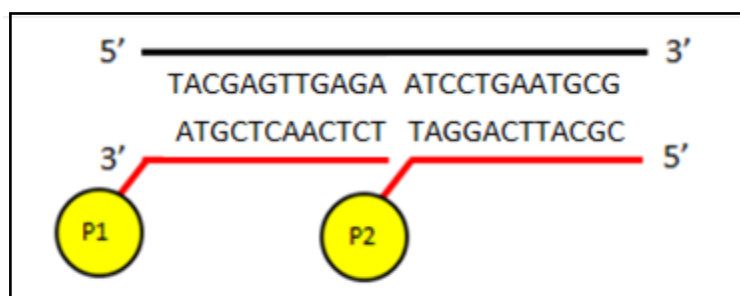 5’ 3’
TACGAGTTGAGA ATCCTGAATGCG
ATGCTCAACTCT TAGGACTTACGC
3’ 5’
P1 P2